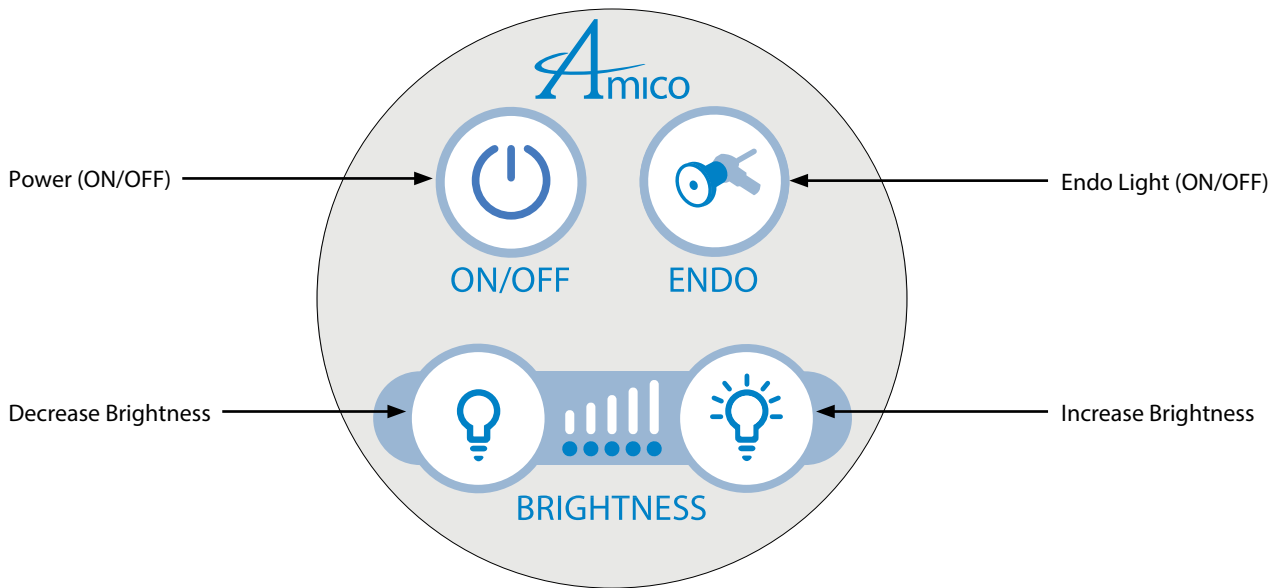 Amico
Power (ON/OFF)
Endo Light (ON/OFF)
ON/OFF
ENDO
Decrease Brightness
Increase Brightness
BRIGHTNESS